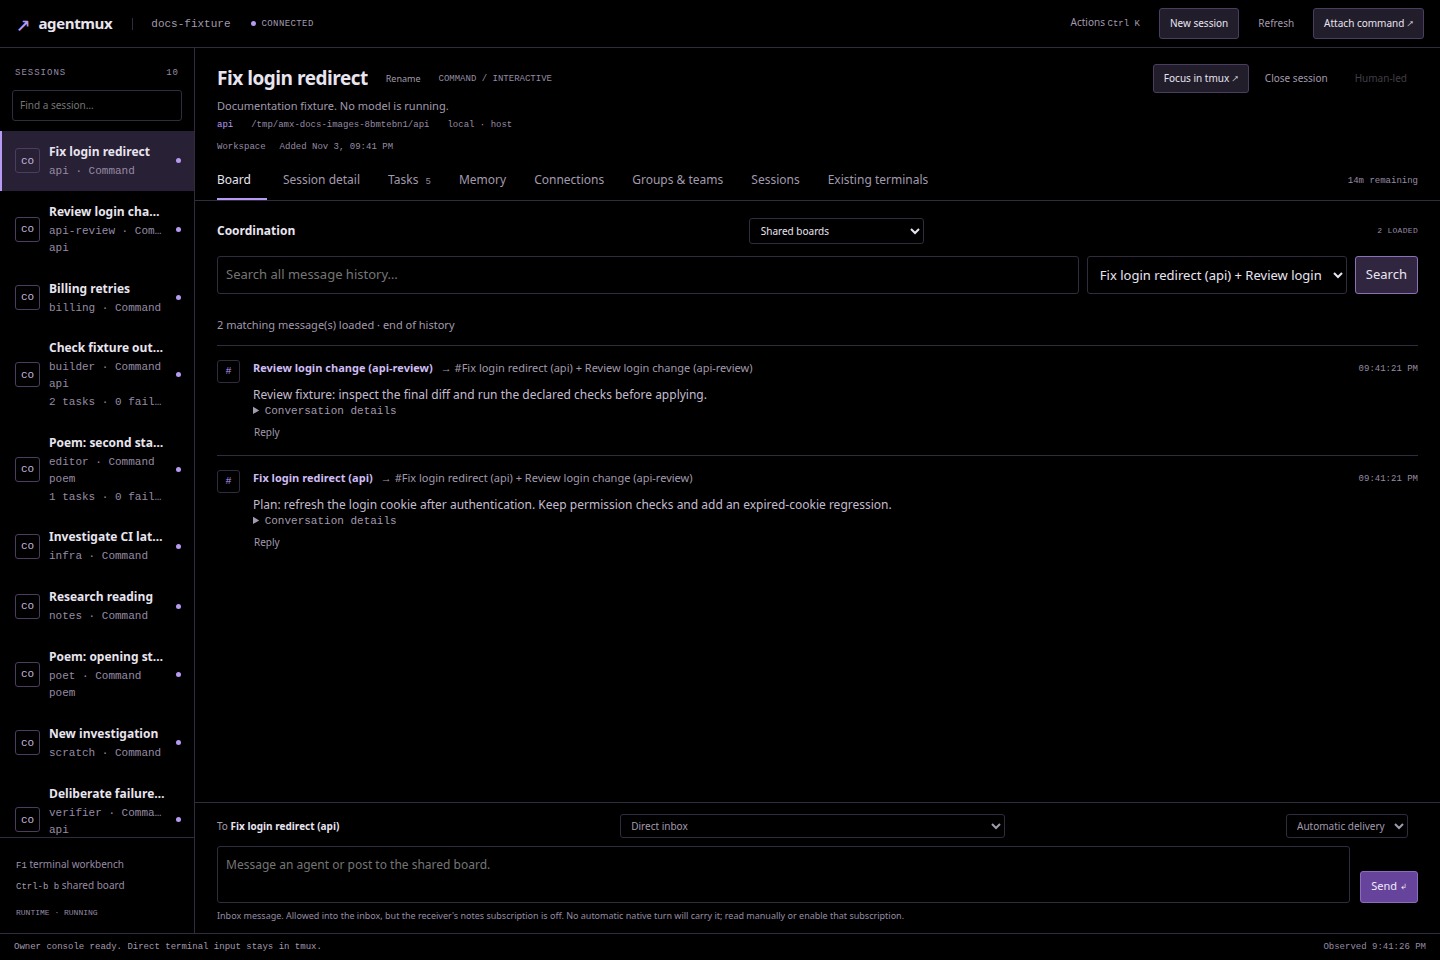 ↗ agentmux docs-fixture CONNECTED Actions Ctrl K New session Refresh Attach command ↗
SESSIONS 10
Find a session...
CO Fix login redirect
api · Command
CO Review login cha…
api-review · Com…
api
CO Billing retries
billing · Command
CO Check fixture out…
builder · Command
api
2 tasks · 0 fail…
CO Poem: second sta…
editor · Command
poem
1 tasks · 0 fail…
CO Investigate CI lat…
infra · Command
CO Research reading
notes · Command
CO Poem: opening st…
poet · Command
poem
CO New investigation
scratch · Command
CO Deliberate failure…
verifier · Comma…
api
F1 terminal workbench
Ctrl-b b shared board
RUNTIME · RUNNING
Fix login redirect Rename COMMAND / INTERACTIVE Focus in tmux ↗ Close session Human-led
Documentation fixture. No model is running.
api /tmp/amx-docs-images-8bmtebn1/api local · host
Workspace Added Nov 3, 09:41 PM
Board Session detail Tasks 5 Memory Connections Groups & teams Sessions Existing terminals 14m remaining
Coordination Shared boards 2 LOADED
Search all message history... Fix login redirect (api) + Review login Search
2 matching message(s) loaded · end of history
# Review login change (api-review) → #Fix login redirect (api) + Review login change (api-review) 09:41:21 PM
Review fixture: inspect the final diff and run the declared checks before applying.
▶ Conversation details
Reply
# Fix login redirect (api) → #Fix login redirect (api) + Review login change (api-review) 09:41:21 PM
Plan: refresh the login cookie after authentication. Keep permission checks and add an expired-cookie regression.
▶ Conversation details
Reply
To Fix login redirect (api) Direct inbox Automatic delivery
Message an agent or post to the shared board.
Send ↲
Inbox message. Allowed into the inbox, but the receiver's notes subscription is off. No automatic native turn will carry it; read manually or enable that subscription.
Owner console ready. Direct terminal input stays in tmux. Observed 9:41:26 PM